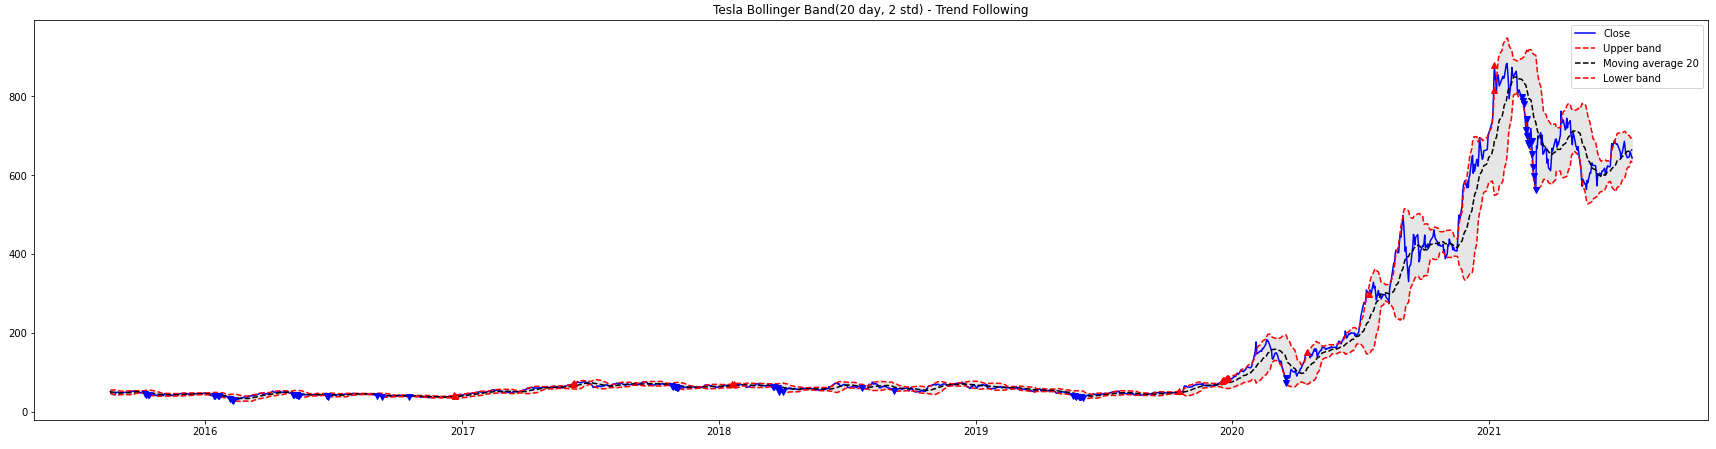 Tesla Bollinger Band(20 day, 2 std) - Trend Following
Close
Upper band
Moving average 20
Lower band
800
600
400
200
0
2016 2017 2018 2019 2020 2021